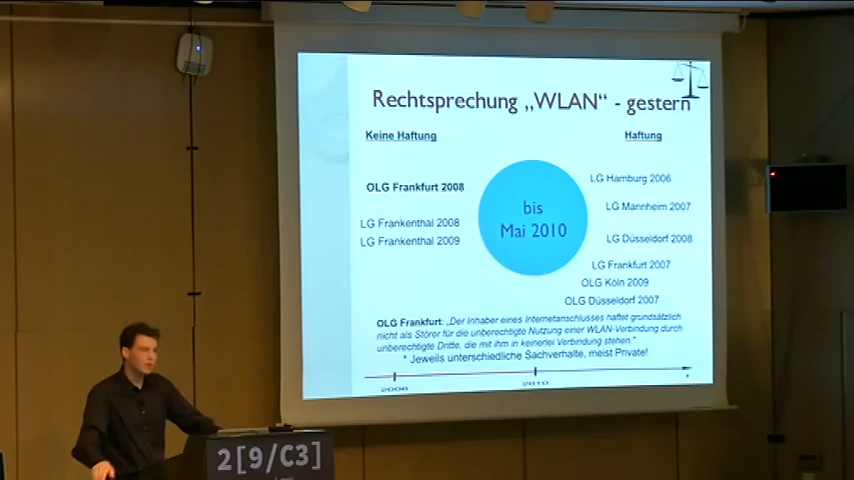 Rechtsprechung „WLAN“ - gestern
Keine Haftung
Haftung
OLG Frankfurt 2008
LG Frankenthal 2008
LG Frankenthal 2009
bis
Mai 2010
LG Hamburg 2006
LG Mannheim 2007
LG Düsseldorf 2008
LG Frankfurt 2007
OLG Köln 2009
OLG Düsseldorf 2007
OLG Frankfurt: „Der Inhaber eines Internetanschlusses haftet grundsätzlich
nicht als Störer für die unberechtigte Nutzung einer WLAN-Verbindung durch
unberechtigte Dritte, die mit ihm in keinerlei Verbindung stehen."
* Jeweils unterschiedliche Sachverhalte, meist Private!
2006
2010
2[9/C3]